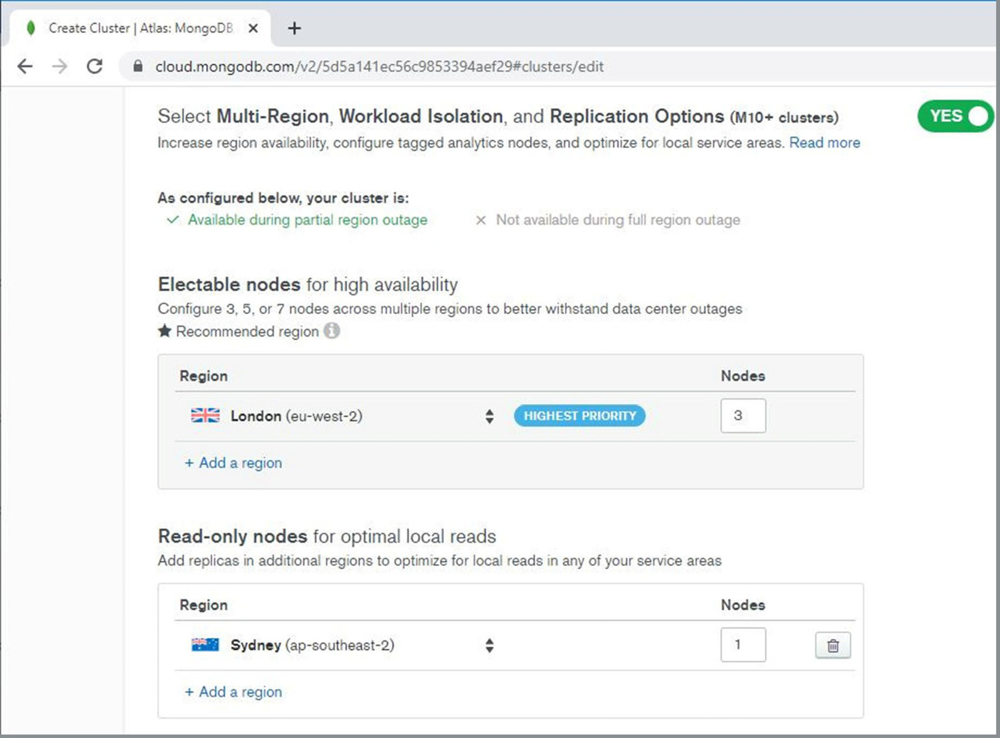 Create Cluster | Atlas: MongoDB
cloud.mongodb.com/v2/5d5a141ec56c9853394aef29#clusters/edit
Select Multi-Region, Workload Isolation, and Replication Options (M10+ clusters)
YES
Increase region availability, configure tagged analytics nodes, and optimize for local service areas. Read more
As configured below, your cluster is:
Available during partial region outage
Not available during full region outage
Electable nodes for high availability
Configure 3, 5, or 7 nodes across multiple regions to better withstand data center outages
Recommended region
Region Nodes
London (eu-west-2) HIGHEST PRIORITY 3
+ Add a region
Read-only nodes for optimal local reads
Add replicas in additional regions to optimize for local reads in any of your service areas
Region Nodes
Sydney (ap-southeast-2) 1
+ Add a region